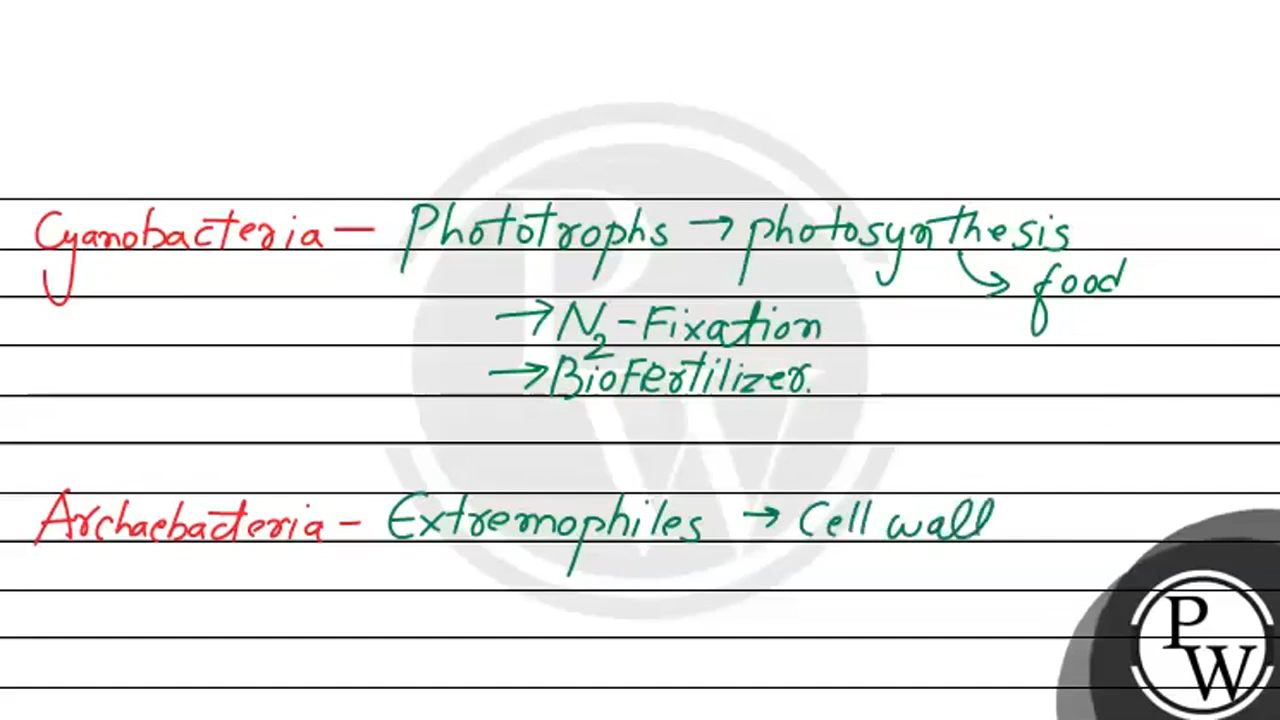 Cyanobacteria — Phototrophs → photosynthesis
↳ food
→ N₂-Fixation
→ BioFertilizer.
Archaebacteria - Extremophiles → Cell wall
PW